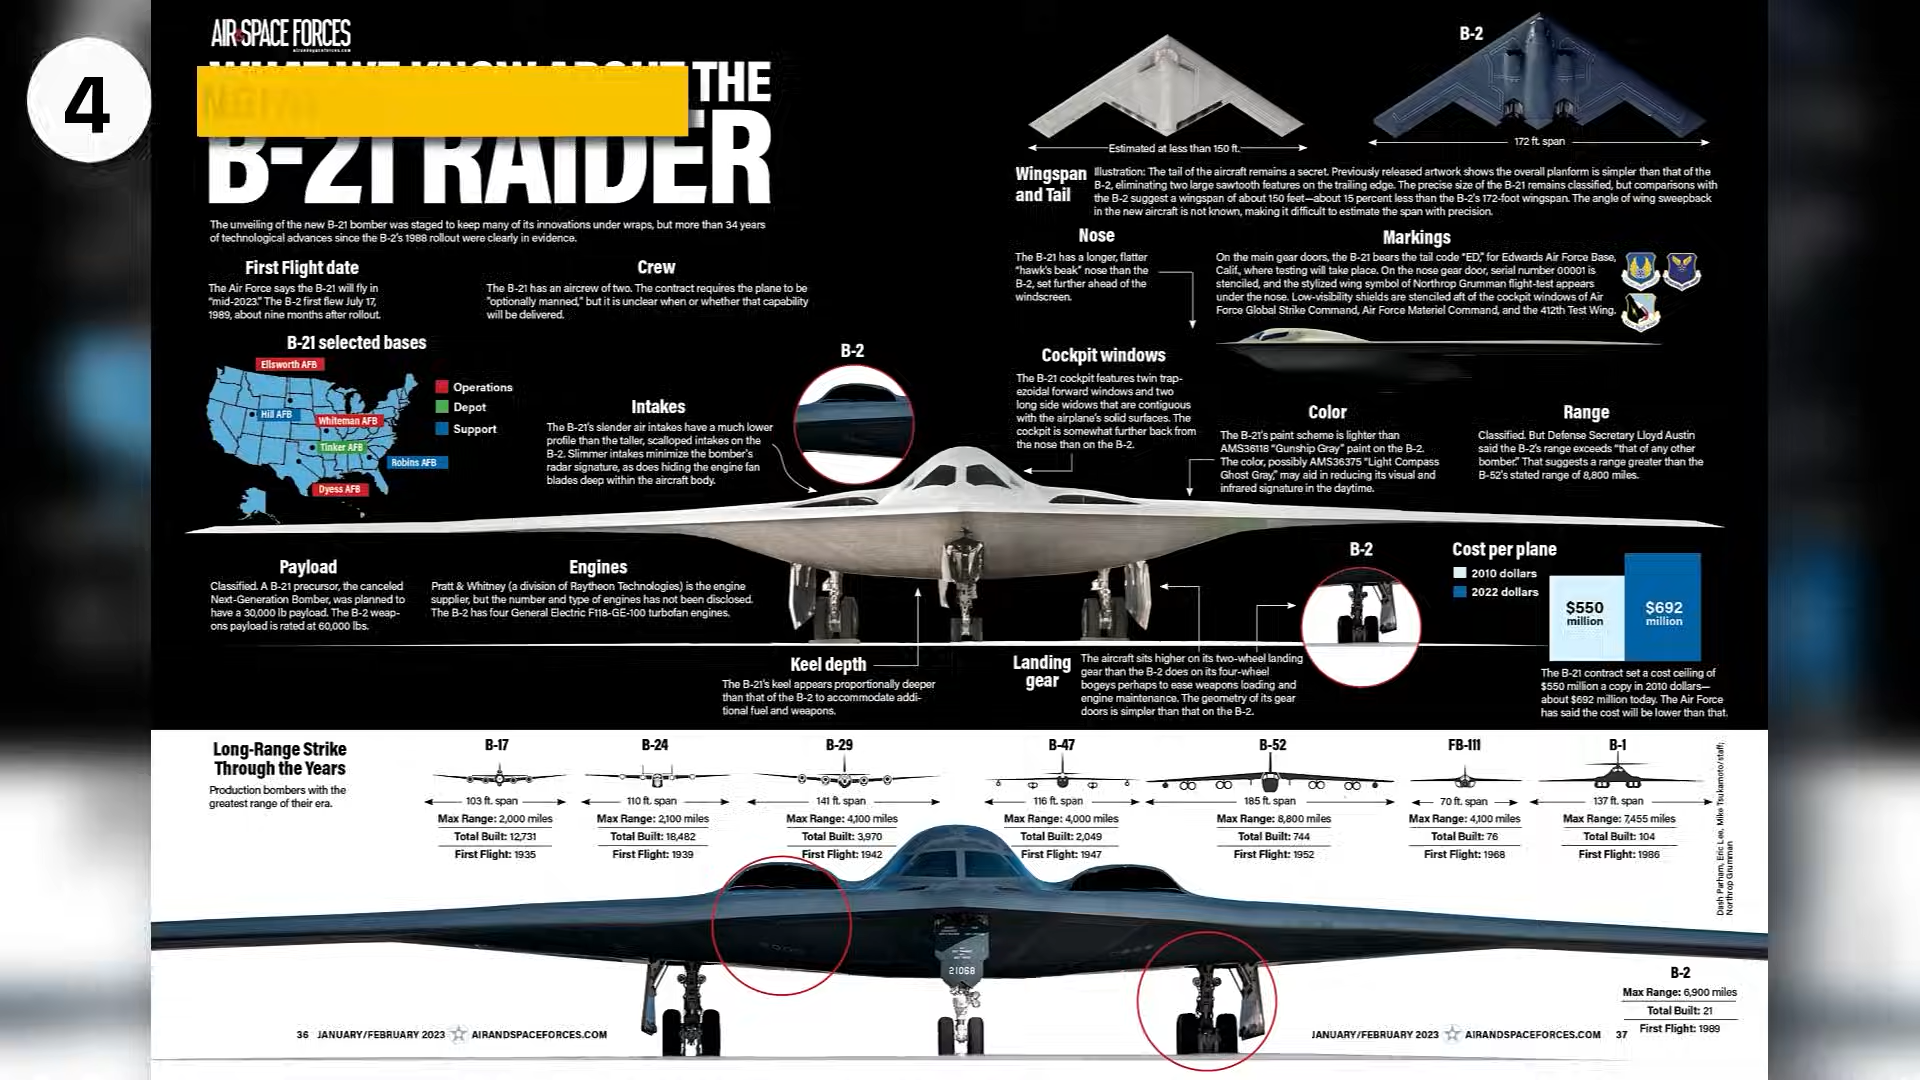 4
AIR & SPACE FORCES
airandspaceforces.com
WHAT WE KNOW ABOUT THE
B-21 RAIDER
The unveiling of the new B-21 bomber was staged to keep many of its innovations under wraps, but more than 34 years
of technological advances since the B-2's 1988 rollout were clearly in evidence.
First Flight date
The Air Force says the B-21 will fly in
"mid-2023." The B-2 first flew July 17,
1989, about nine months after rollout.
Crew
The B-21 has an aircrew of two. The contract requires the plane to be
"optionally manned," but it is unclear when or whether that capability
will be delivered.
B-21 selected bases
Ellsworth AFB
Hill AFB
Whiteman AFB
Tinker AFB
Robins AFB
Dyess AFB
Operations
Depot
Support
Intakes
The B-21's slender air intakes have a much lower
profile than the taller, scalloped intakes on the
B-2. Slimmer intakes minimize the bomber's
radar signature, as does hiding the engine fan
blades deep within the aircraft body.
B-2
Estimated at less than 150 ft.
B-2
172 ft. span
Wingspan
and Tail
Illustration: The tail of the aircraft remains a secret. Previously released artwork shows the overall planform is simpler than that of the
B-2, eliminating two large sawtooth features on the trailing edge. The precise size of the B-21 remains classified, but comparisons with
the B-2 suggest a wingspan of about 150 feet—about 15 percent less than the B-2's 172-foot wingspan. The angle of wing sweepback
in the new aircraft is not known, making it difficult to estimate the span with precision.
Nose
The B-21 has a longer, flatter
"hawk's beak" nose than the
B-2, set further ahead of the
windscreen.
Markings
On the main gear doors, the B-21 bears the tail code "ED," for Edwards Air Force Base,
Calif., where testing will take place. On the nose gear door, serial number 00001 is
stenciled, and the stylized wing symbol of Northrop Grumman flight-test appears
under the nose. Low-visibility shields are stenciled aft of the cockpit windows of Air
Force Global Strike Command, Air Force Materiel Command, and the 412th Test Wing.
Cockpit windows
The B-21 cockpit features twin trap-
ezoidal forward windows and two
long side widows that are contiguous
with the airplane's solid surfaces. The
cockpit is somewhat further back from
the nose than on the B-2.
Color
The B-21's paint scheme is lighter than
AMS36118 "Gunship Gray" paint on the B-2.
The color, possibly AMS36375 "Light Compass
Ghost Gray," may aid in reducing its visual and
infrared signature in the daytime.
Range
Classified. But Defense Secretary Lloyd Austin
said the B-2's range exceeds "that of any other
bomber." That suggests a range greater than the
B-52's stated range of 8,800 miles.
Payload
Classified. A B-21 precursor, the canceled
Next-Generation Bomber, was planned to
have a 30,000 lb payload. The B-2 weap-
ons payload is rated at 60,000 lbs.
Engines
Pratt & Whitney (a division of Raytheon Technologies) is the engine
supplier, but the number and type of engines has not been disclosed.
The B-2 has four General Electric F118-GE-100 turbofan engines.
Keel depth
The B-21's keel appears proportionally deeper
than that of the B-2 to accommodate addi-
tional fuel and weapons.
Landing
gear
The aircraft sits higher on its two-wheel landing
gear than the B-2 does on its four-wheel
bogeys perhaps to ease weapons loading and
engine maintenance. The geometry of its gear
doors is simpler than that on the B-2.
B-2
Cost per plane
2010 dollars
2022 dollars
$550
million
$692
million
The B-21 contract set a cost ceiling of
$550 million a copy in 2010 dollars—
about $692 million today. The Air Force
has said the cost will be lower than that.
Long-Range Strike
Through the Years
Production bombers with the
greatest range of their era.
B-17
103 ft. span
Max Range: 2,000 miles
Total Built: 12,731
First Flight: 1935
B-24
110 ft. span
Max Range: 2,100 miles
Total Built: 18,482
First Flight: 1939
B-29
141 ft. span
Max Range: 4,100 miles
Total Built: 3,970
First Flight: 1942
B-47
116 ft. span
Max Range: 4,000 miles
Total Built: 2,049
First Flight: 1947
B-52
185 ft. span
Max Range: 8,800 miles
Total Built: 744
First Flight: 1952
FB-111
70 ft. span
Max Range: 4,100 miles
Total Built: 76
First Flight: 1968
B-1
137 ft. span
Max Range: 7,455 miles
Total Built: 104
First Flight: 1986
Dash Parham, Eric Lee, Mike Tsukamoto/staff;
Northrop Grumman
21068
B-2
Max Range: 6,900 miles
Total Built: 21
First Flight: 1989
36 JANUARY/FEBRUARY 2023 AIRANDSPACEFORCES.COM
JANUARY/FEBRUARY 2023 AIRANDSPACEFORCES.COM 37